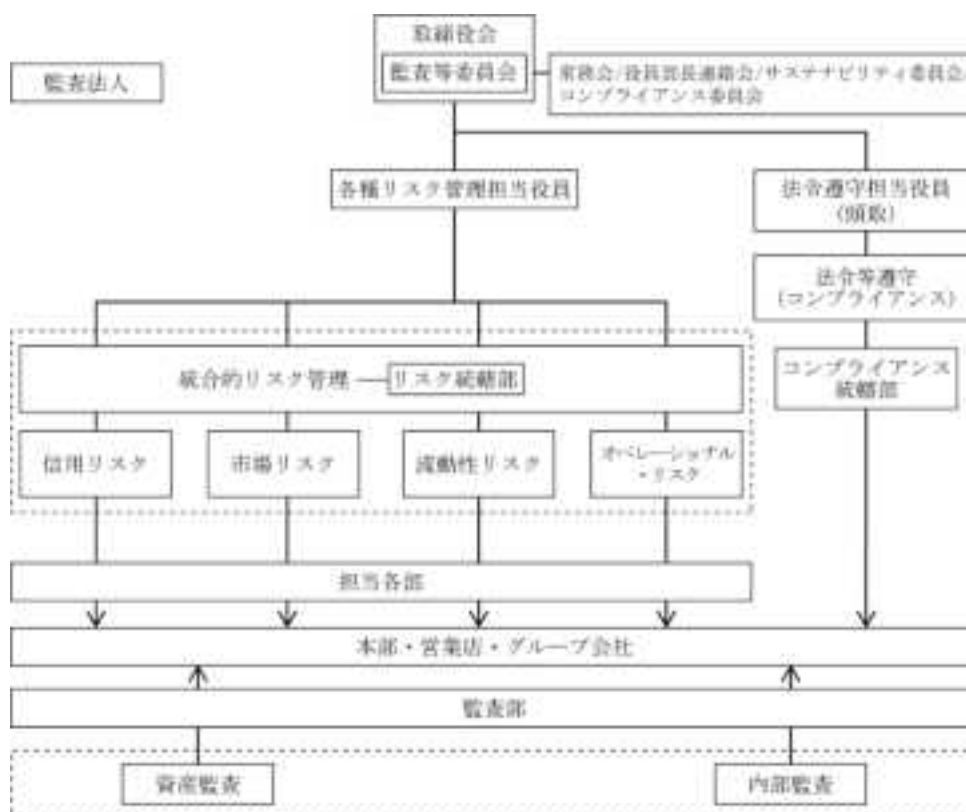 取締役会
監査等委員会
監査法人
常務会/役員部長連絡会/サステナビリティ委員会/
コンプライアンス委員会
各種リスク管理担当役員
法令遵守担当役員
(頭取)
法令等遵守
(コンプライアンス)
統合的リスク管理
リスク統轄部
コンプライアンス
統轄部
信用リスク
市場リスク
流動性リスク
オペレーショナル
・リスク
担当各部
本部・営業店・グループ会社
監査部
資産監査
内部監査